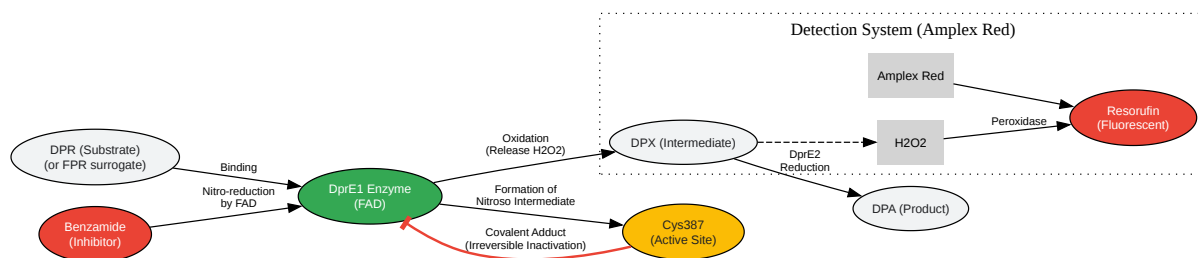 Detection System (Amplex Red)
Amplex Red
Resorufin
(Fluorescent)
Peroxidase
H2O2
DPR (Substrate)
(or FPR surrogate)
Binding
Oxidation
(Release H2O2)
DPX (Intermediate)
DprE2
Reduction
DPA (Product)
Nitro-reduction
by FAD
DprE1 Enzyme
(FAD)
Formation of
Nitroso Intermediate
Benzamide
(Inhibitor)
Covalent Adduct
(Irreversible Inactivation)
Cys387
(Active Site)